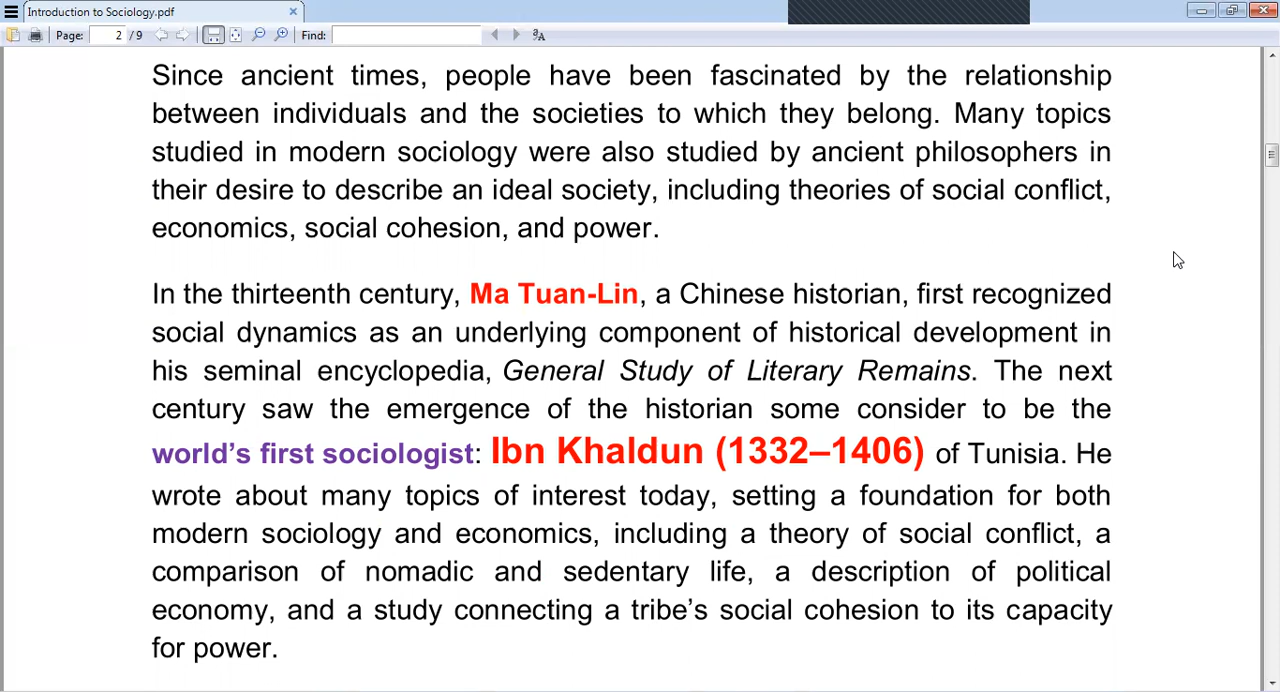 Introduction to Sociology.pdf
Page: 2 / 9 Find:
Since ancient times, people have been fascinated by the relationship
between individuals and the societies to which they belong. Many topics
studied in modern sociology were also studied by ancient philosophers in
their desire to describe an ideal society, including theories of social conflict,
economics, social cohesion, and power.
In the thirteenth century, Ma Tuan-Lin, a Chinese historian, first recognized
social dynamics as an underlying component of historical development in
his seminal encyclopedia, General Study of Literary Remains. The next
century saw the emergence of the historian some consider to be the
world’s first sociologist: Ibn Khaldun (1332–1406) of Tunisia. He
wrote about many topics of interest today, setting a foundation for both
modern sociology and economics, including a theory of social conflict, a
comparison of nomadic and sedentary life, a description of political
economy, and a study connecting a tribe’s social cohesion to its capacity
for power.